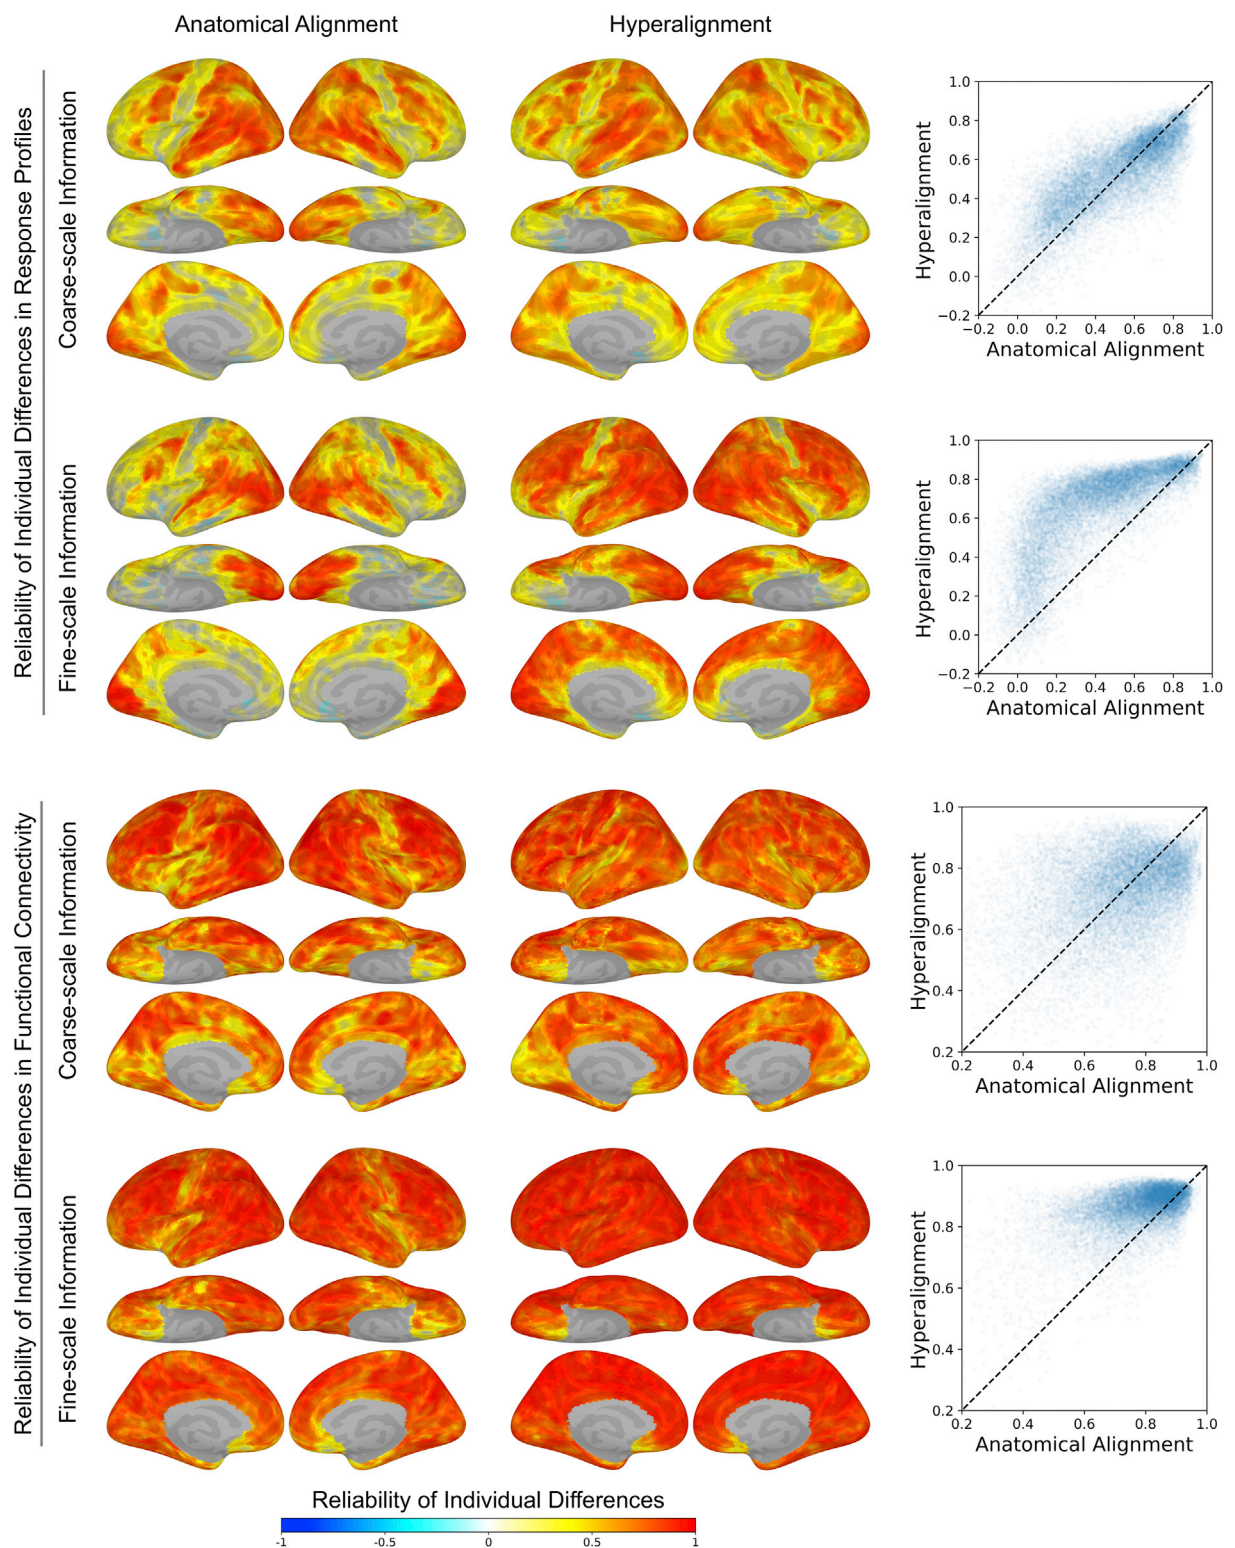 Anatomical Alignment
Hyperalignment
Reliability of Individual Differences in Response Profiles
Coarse-scale Information
1.0
0.8
0.6
0.4
0.2
0.0
−0.2
Hyperalignment
−0.2 0.0 0.2 0.4 0.6 0.8 1.0
Anatomical Alignment
Fine-scale Information
1.0
0.8
0.6
0.4
0.2
0.0
−0.2
Hyperalignment
−0.2 0.0 0.2 0.4 0.6 0.8 1.0
Anatomical Alignment
Reliability of Individual Differences in Functional Connectivity
Coarse-scale Information
1.0
0.8
0.6
0.4
0.2
Hyperalignment
0.2 0.4 0.6 0.8 1.0
Anatomical Alignment
Fine-scale Information
1.0
0.8
0.6
0.4
0.2
Hyperalignment
0.2 0.4 0.6 0.8 1.0
Anatomical Alignment
Reliability of Individual Differences
-1 -0.5 0 0.5 1